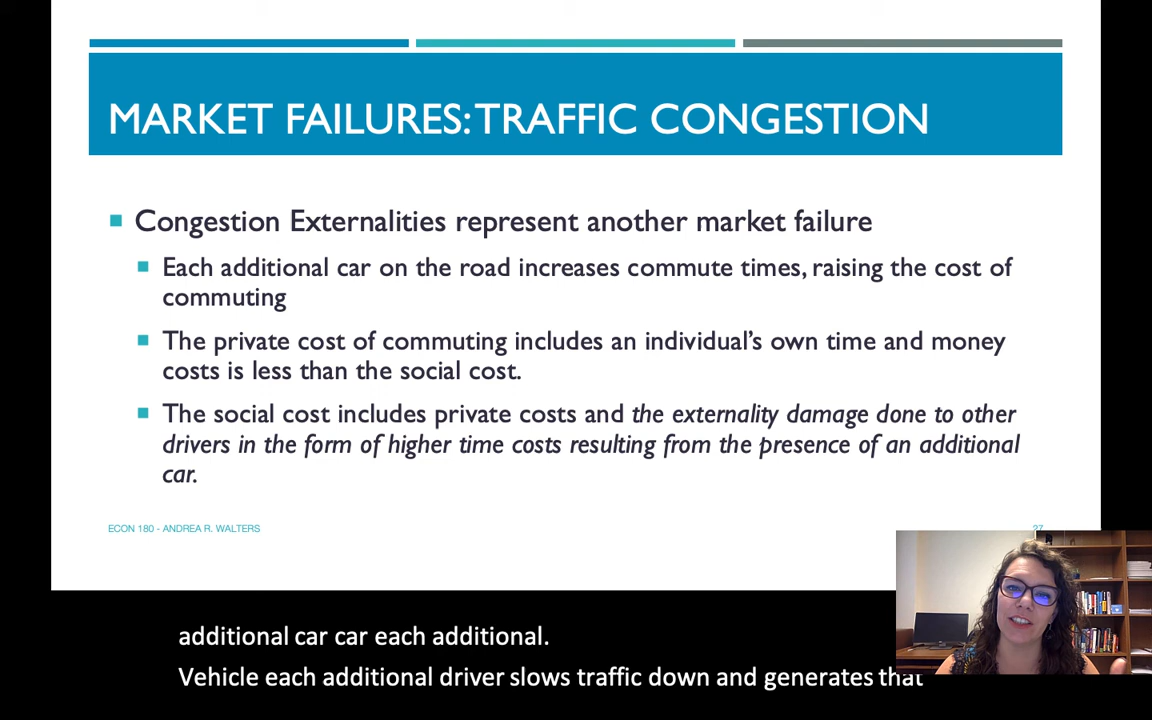 MARKET FAILURES: TRAFFIC CONGESTION
Congestion Externalities represent another market failure
Each additional car on the road increases commute times, raising the cost of
commuting
The private cost of commuting includes an individual's own time and money
costs is less than the social cost.
The social cost includes private costs and the externality damage done to other
drivers in the form of higher time costs resulting from the presence of an additional
car.
ECON 180 - ANDREA R. WALTERS
27
additional car car each additional.
Vehicle each additional driver slows traffic down and generates that